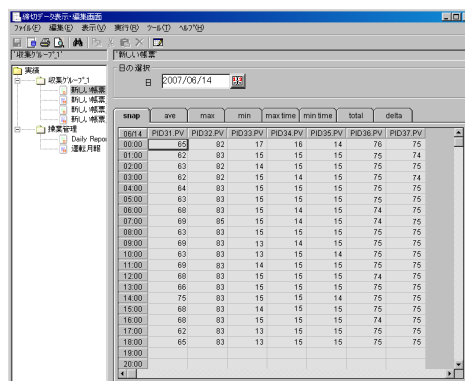 締切データ表示・編集画面
ファイル(F) 編集(E) 表示(V) 実行(R) ツール(T) ヘルプ(H)
「収集グループ_1」 「新しい帳票
実績
収集グループ_1
新しい帳票
新しい帳票
新しい帳票
新しい帳票
操業管理
Daily Repor
運転月報
日の選択
日 2007/06/14
snap ave max min max time min time total delta
06/14 PID31.PV PID32.PV PID33.PV PID34.PV PID35.PV PID36.PV PID37.PV
00:00 65 82 17 16 14 76 75
01:00 62 83 15 15 15 75 74
02:00 63 82 14 15 15 75 75
03:00 62 82 15 14 15 74 75
04:00 64 83 15 15 15 75 75
05:00 63 83 15 15 15 75 75
06:00 68 83 15 14 15 74 75
07:00 69 85 15 14 15 74 75
08:00 63 83 15 15 15 75 75
09:00 69 83 13 14 15 75 75
10:00 63 83 13 15 14 75 75
11:00 69 83 14 15 15 75 75
12:00 68 83 15 15 15 74 75
13:00 66 83 15 15 15 75 75
14:00 75 83 15 15 14 75 75
15:00 68 83 14 15 15 75 75
16:00 68 83 15 15 15 74 75
17:00 62 83 13 15 15 75 75
18:00 65 83 13 15 15 75 75
19:00
20:00